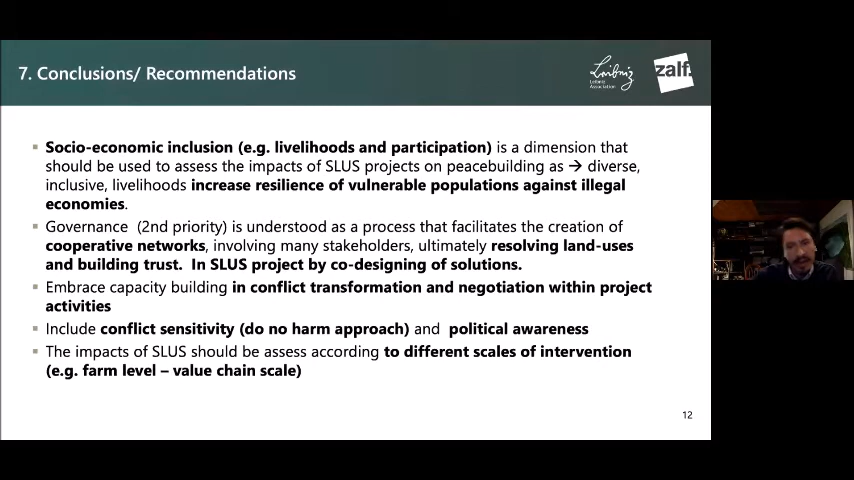 7. Conclusions/ Recommendations
Leibniz
Leibniz
Association
zalf.
▪ Socio-economic inclusion (e.g. livelihoods and participation) is a dimension that
should be used to assess the impacts of SLUS projects on peacebuilding as → diverse,
inclusive, livelihoods increase resilience of vulnerable populations against illegal
economies.
▪ Governance (2nd priority) is understood as a process that facilitates the creation of
cooperative networks, involving many stakeholders, ultimately resolving land-uses
and building trust. In SLUS project by co-designing of solutions.
▪ Embrace capacity building in conflict transformation and negotiation within project
activities
▪ Include conflict sensitivity (do no harm approach) and political awareness
▪ The impacts of SLUS should be assess according to different scales of intervention
(e.g. farm level – value chain scale)
12